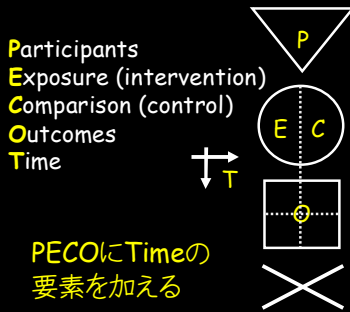 Participants
Exposure (intervention)
Comparison (control)
Outcomes
Time
P
E C
T
O
PECOにTimeの
要素を加える